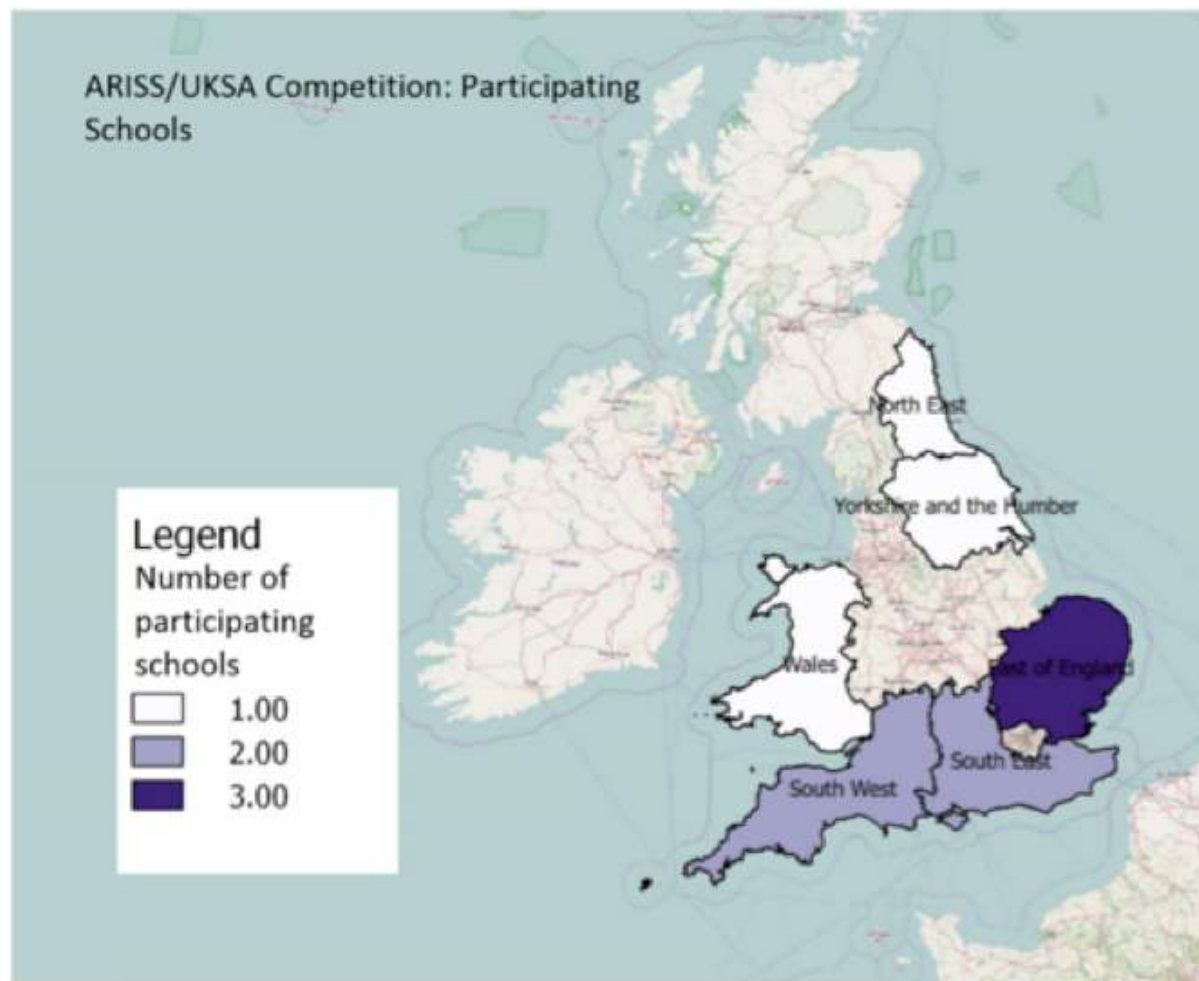 ARISS/UKSA Competition: Participating
Schools
North East
Yorkshire and the Humber
Legend
Number of
participating
schools
1.00
2.00
3.00
Wales
East of England
South East
South West